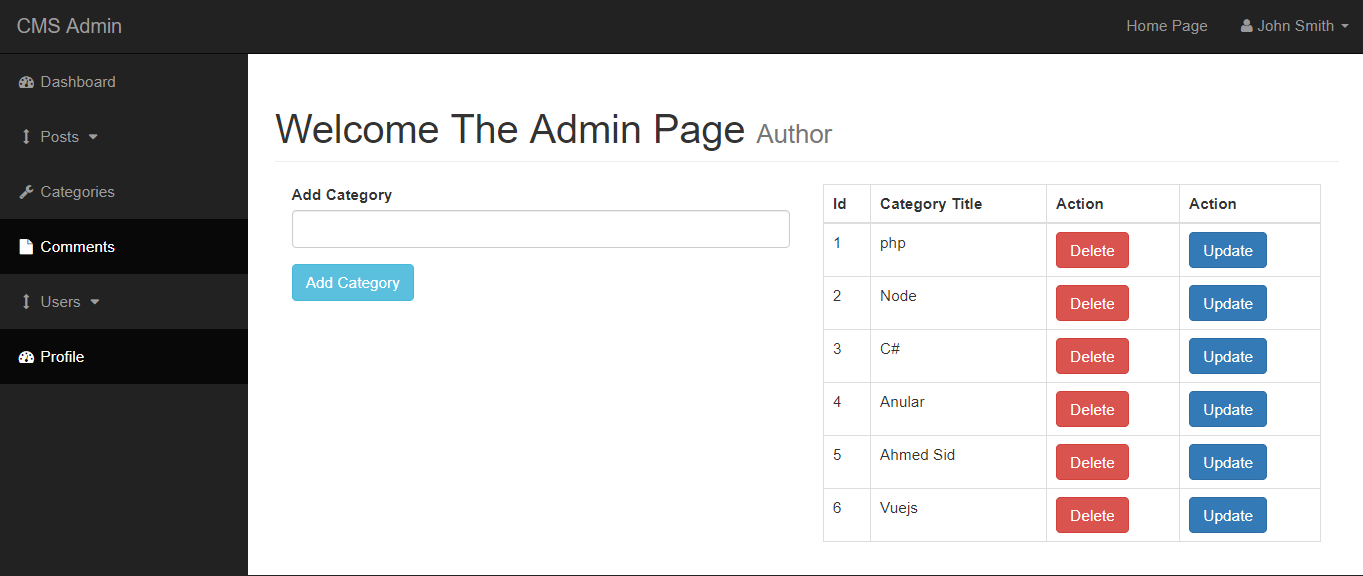 CMS Admin Home Page John Smith
Dashboard
Posts
Categories
Comments
Users
Profile
Welcome The Admin Page Author
Add Category
Add Category
Id Category Title Action Action
1 php Delete Update
2 Node Delete Update
3 C# Delete Update
4 Anular Delete Update
5 Ahmed Sid Delete Update
6 Vuejs Delete Update